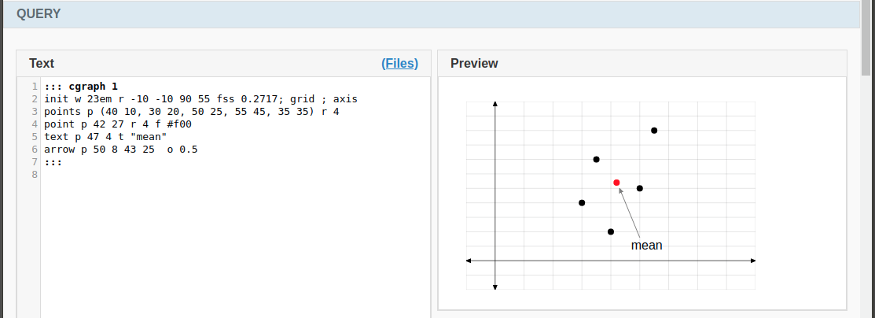 QUERY
Text
(Files)
Preview
1 ::: cgraph 1
2 init w 23em r -10 -10 90 55 fss 0.2717; grid ; axis
3 points p (40 10, 30 20, 50 25, 55 45, 35 35) r 4
4 point p 42 27 r 4 f #f00
5 text p 47 4 t "mean"
6 arrow p 50 8 43 25  o 0.5
7 :::
8
mean